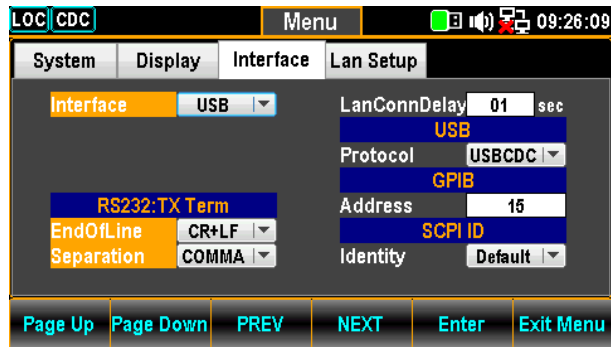 LOC CDC Menu 09:26:09
System Display Interface Lan Setup
Interface USB LanConnDelay 01 sec
USB
Protocol USBCDC
GPIB
RS232:TX Term Address 15
EndOfLine CR+LF SCPI ID
Separation COMMA Identity Default
Page Up Page Down PREV NEXT Enter Exit Menu